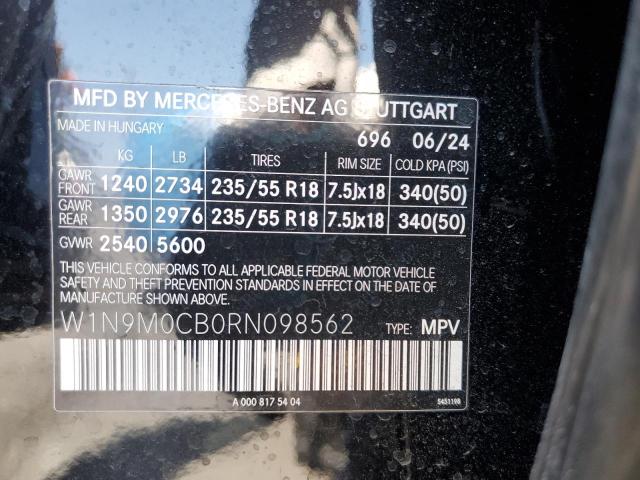 MFD BY MERCEDES-BENZ AG STUTTGART
MADE IN HUNGARY 696 06/24
KG LB TIRES RIM SIZE COLD KPA (PSI)
GAWR FRONT 1240 2734 235/55 R18 7.5Jx18 340(50)
GAWR REAR 1350 2976 235/55 R18 7.5Jx18 340(50)
GVWR 2540 5600
THIS VEHICLE CONFORMS TO ALL APPLICABLE FEDERAL MOTOR VEHICLE
SAFETY AND THEFT PREVENTION STANDARDS IN EFFECT ON THE DATE
OF MANUFACTURE SHOWN ABOVE.
W1N9M0CB0RN098562 TYPE: MPV
A 000 817 54 04 5451198